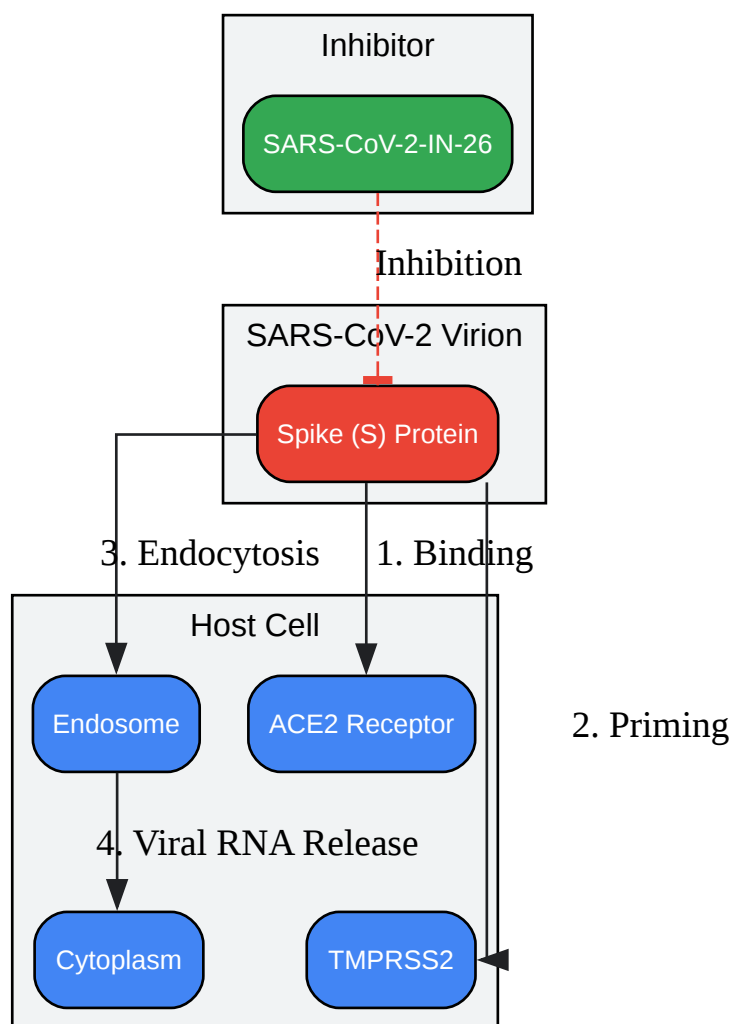 Inhibitor
SARS-CoV-2-IN-26
Inhibition
SARS-CoV-2 Virion
Spike (S) Protein
3. Endocytosis
1. Binding
Host Cell
Endosome
ACE2 Receptor
2. Priming
4. Viral RNA Release
Cytoplasm
TMPRSS2